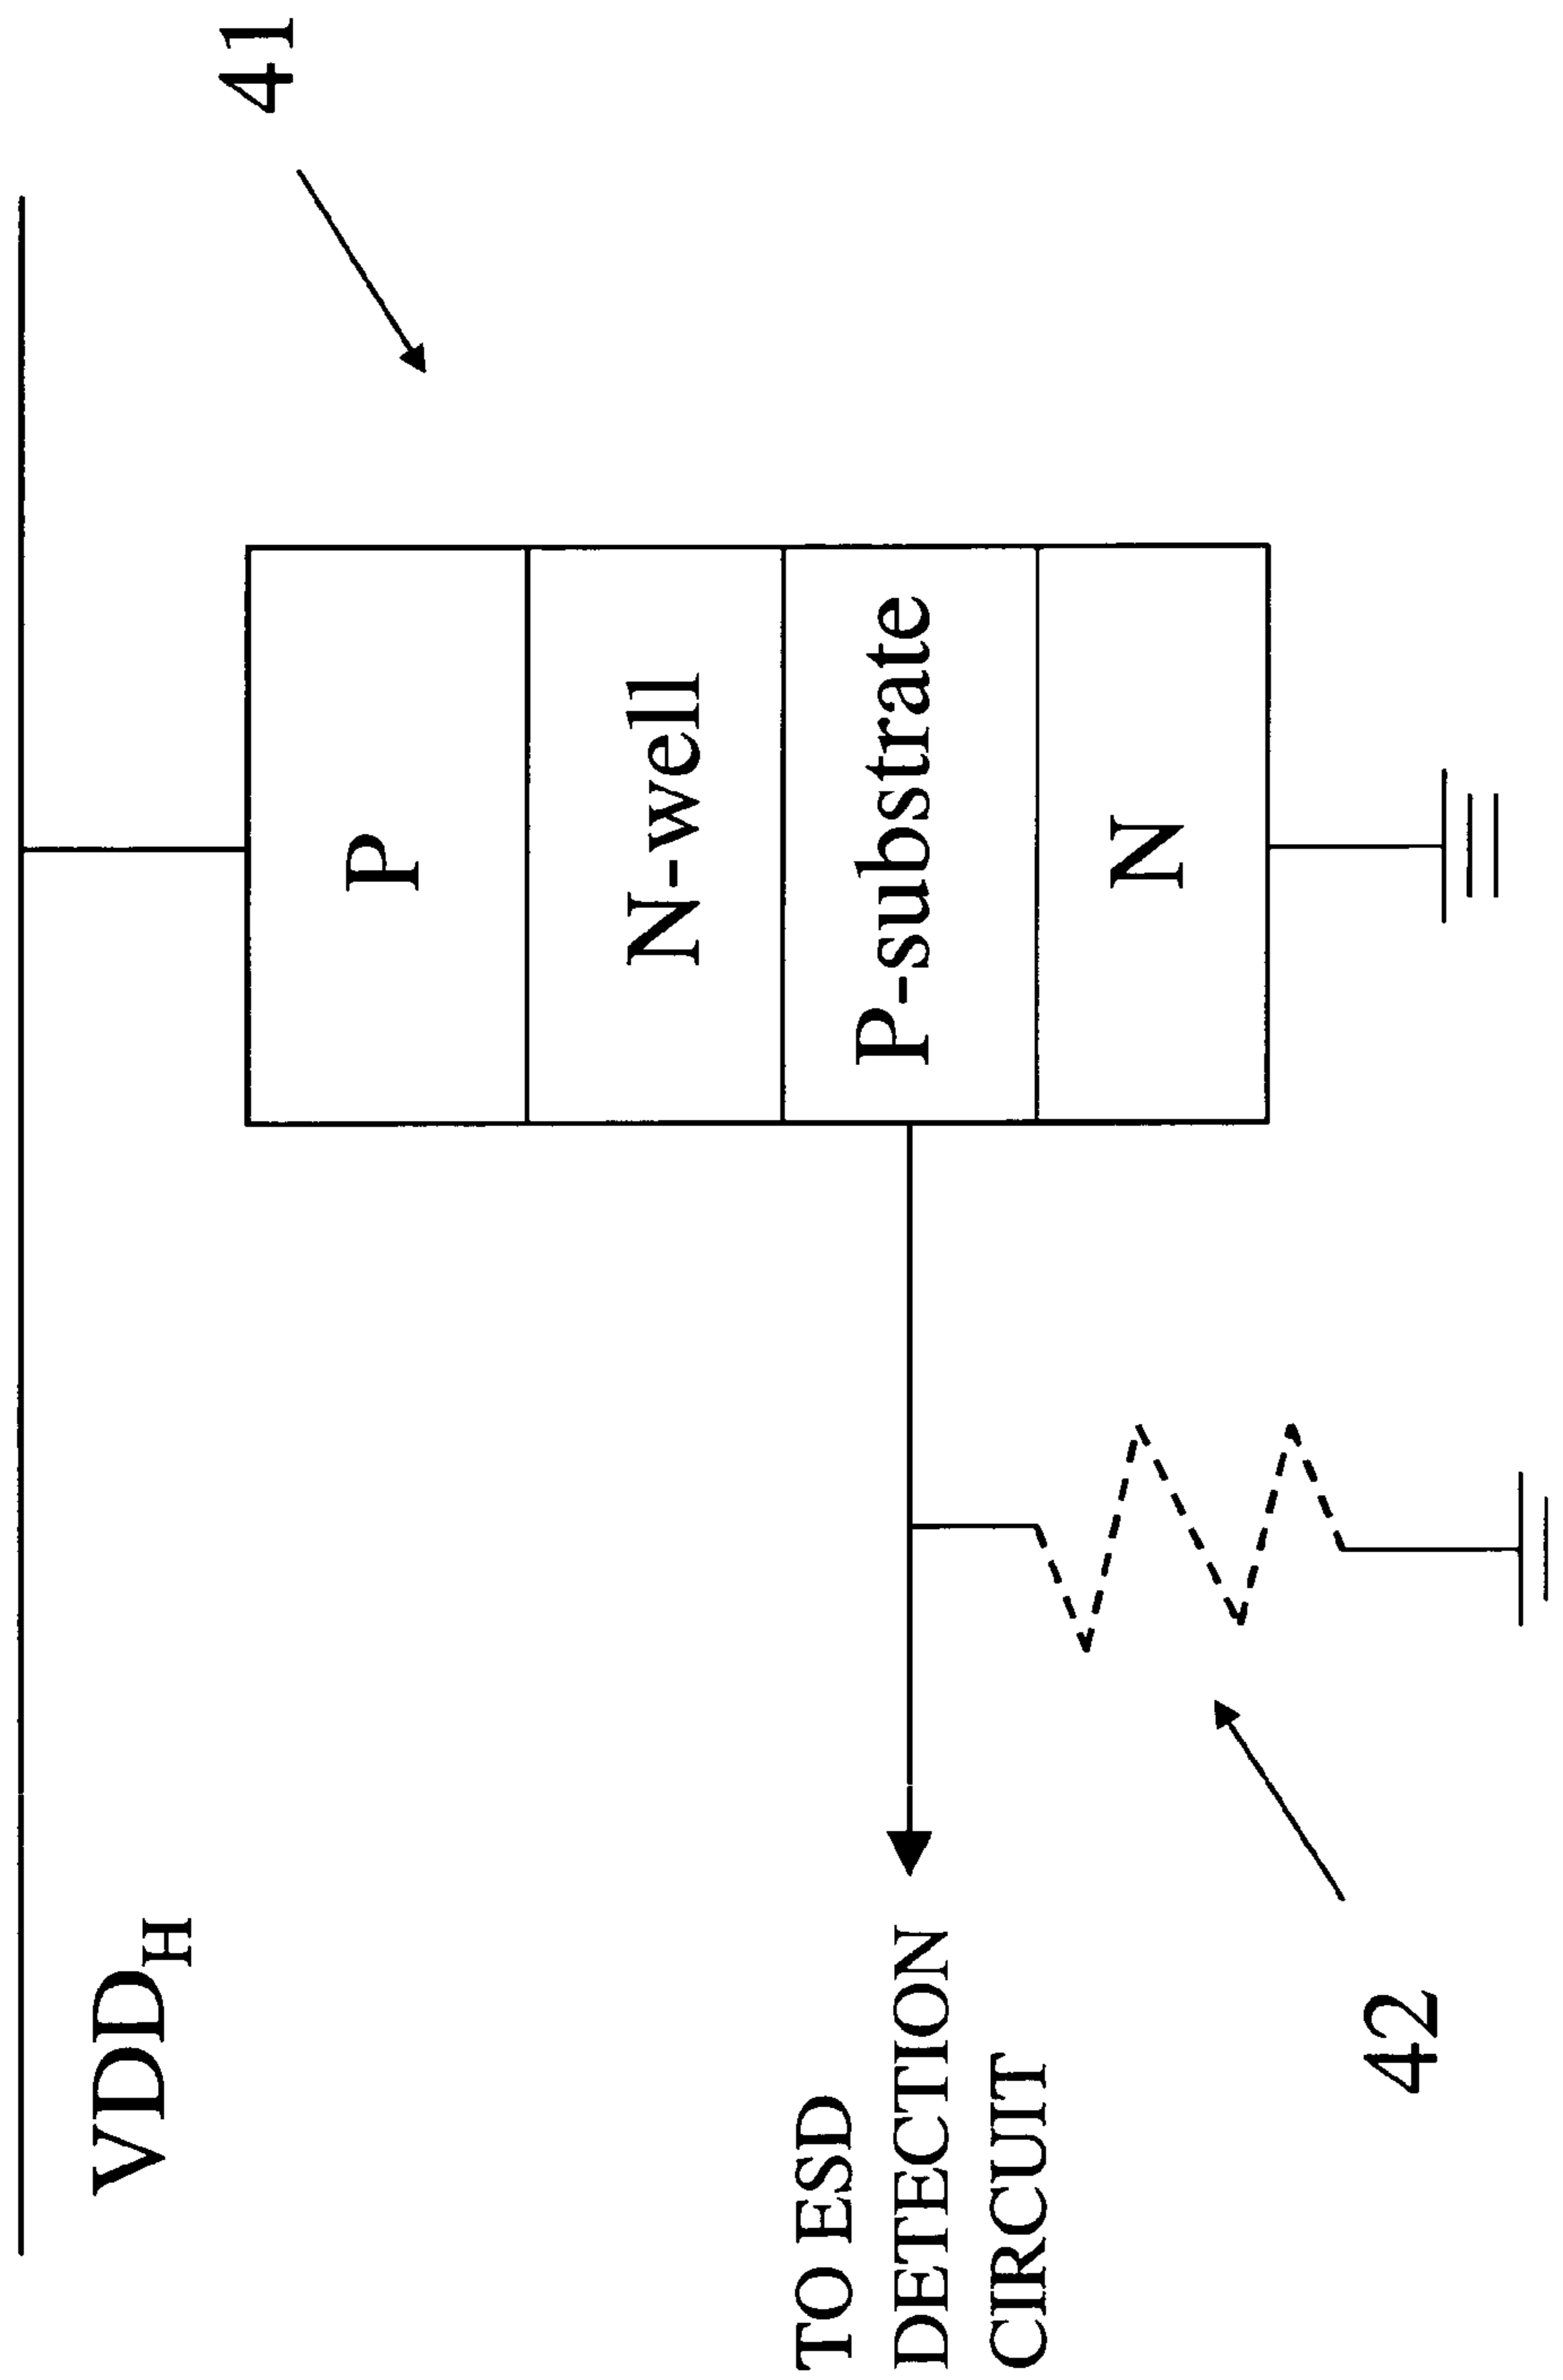 VDD_H
41
P
N-well
P-substrate
N
TO ESD
DETECTION
CIRCUIT
42